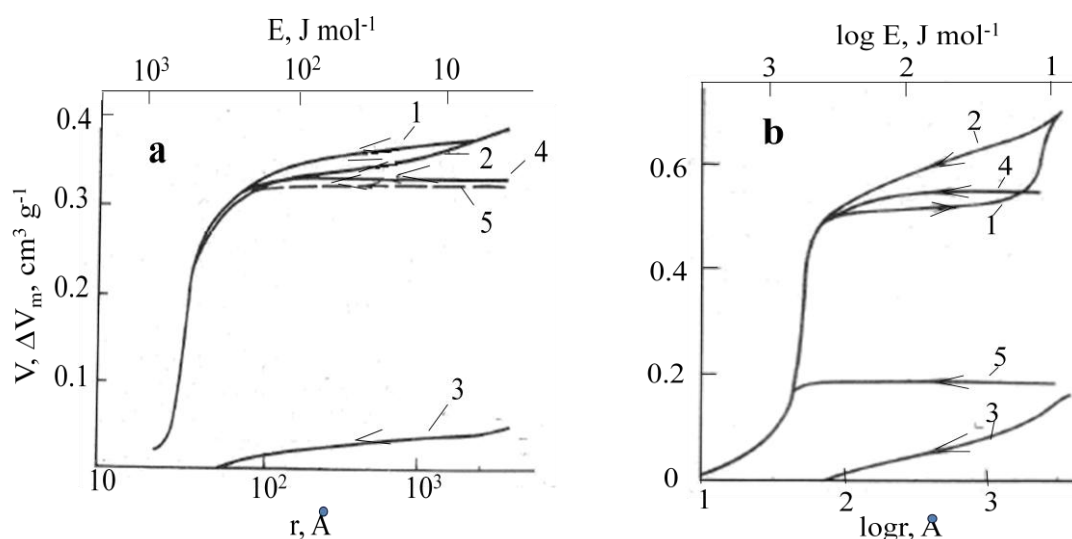 E, J mol⁻¹
10³ 10² 10
0.4
0.3
0.2
0.1
V, ΔVₘ, cm³ g⁻¹
a
1
2
4
5
3
10 10² 10³
r, Å
log E, J mol⁻¹
3 2 1
0.6
0.4
0.2
0
b
2
4
1
5
3
1 2 3
logr, Å